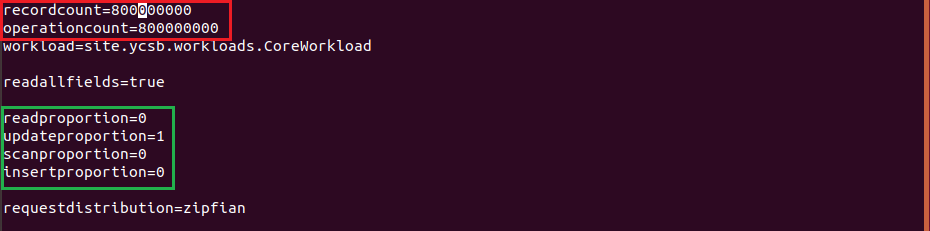 recordcount=800000000
operationcount=800000000
workload=site.ycsb.workloads.CoreWorkload
readallfields=true
readproportion=0
updateproportion=1
scanproportion=0
insertproportion=0
requestdistribution=zipfian